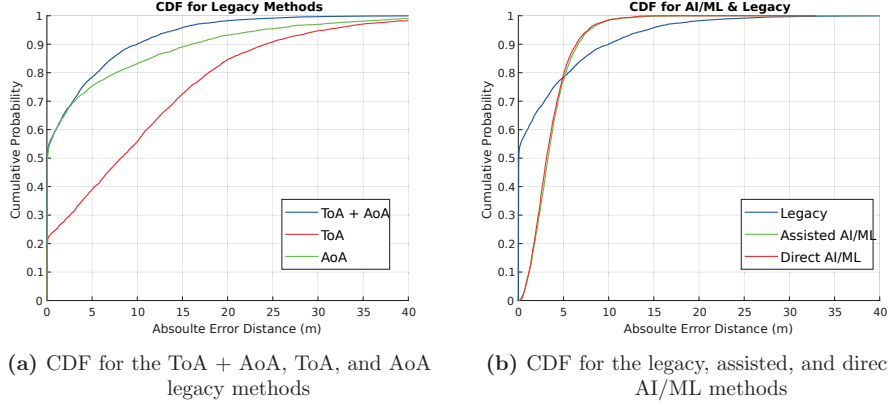 CDF for Legacy Methods
1
0.9
0.8
0.7
0.6
0.5
0.4
0.3
0.2
0.1
0
Cumulative Probability
ToA + AoA
ToA
AoA
0 5 10 15 20 25 30 35 40
Absoulte Error Distance (m)
(a) CDF for the ToA + AoA, ToA, and AoA
legacy methods
CDF for AI/ML & Legacy
1
0.9
0.8
0.7
0.6
0.5
0.4
0.3
0.2
0.1
0
Cumulative Probability
Legacy
Assisted AI/ML
Direct AI/ML
0 5 10 15 20 25 30 35 40
Absoulte Error Distance (m)
(b) CDF for the legacy, assisted, and direc
AI/ML methods